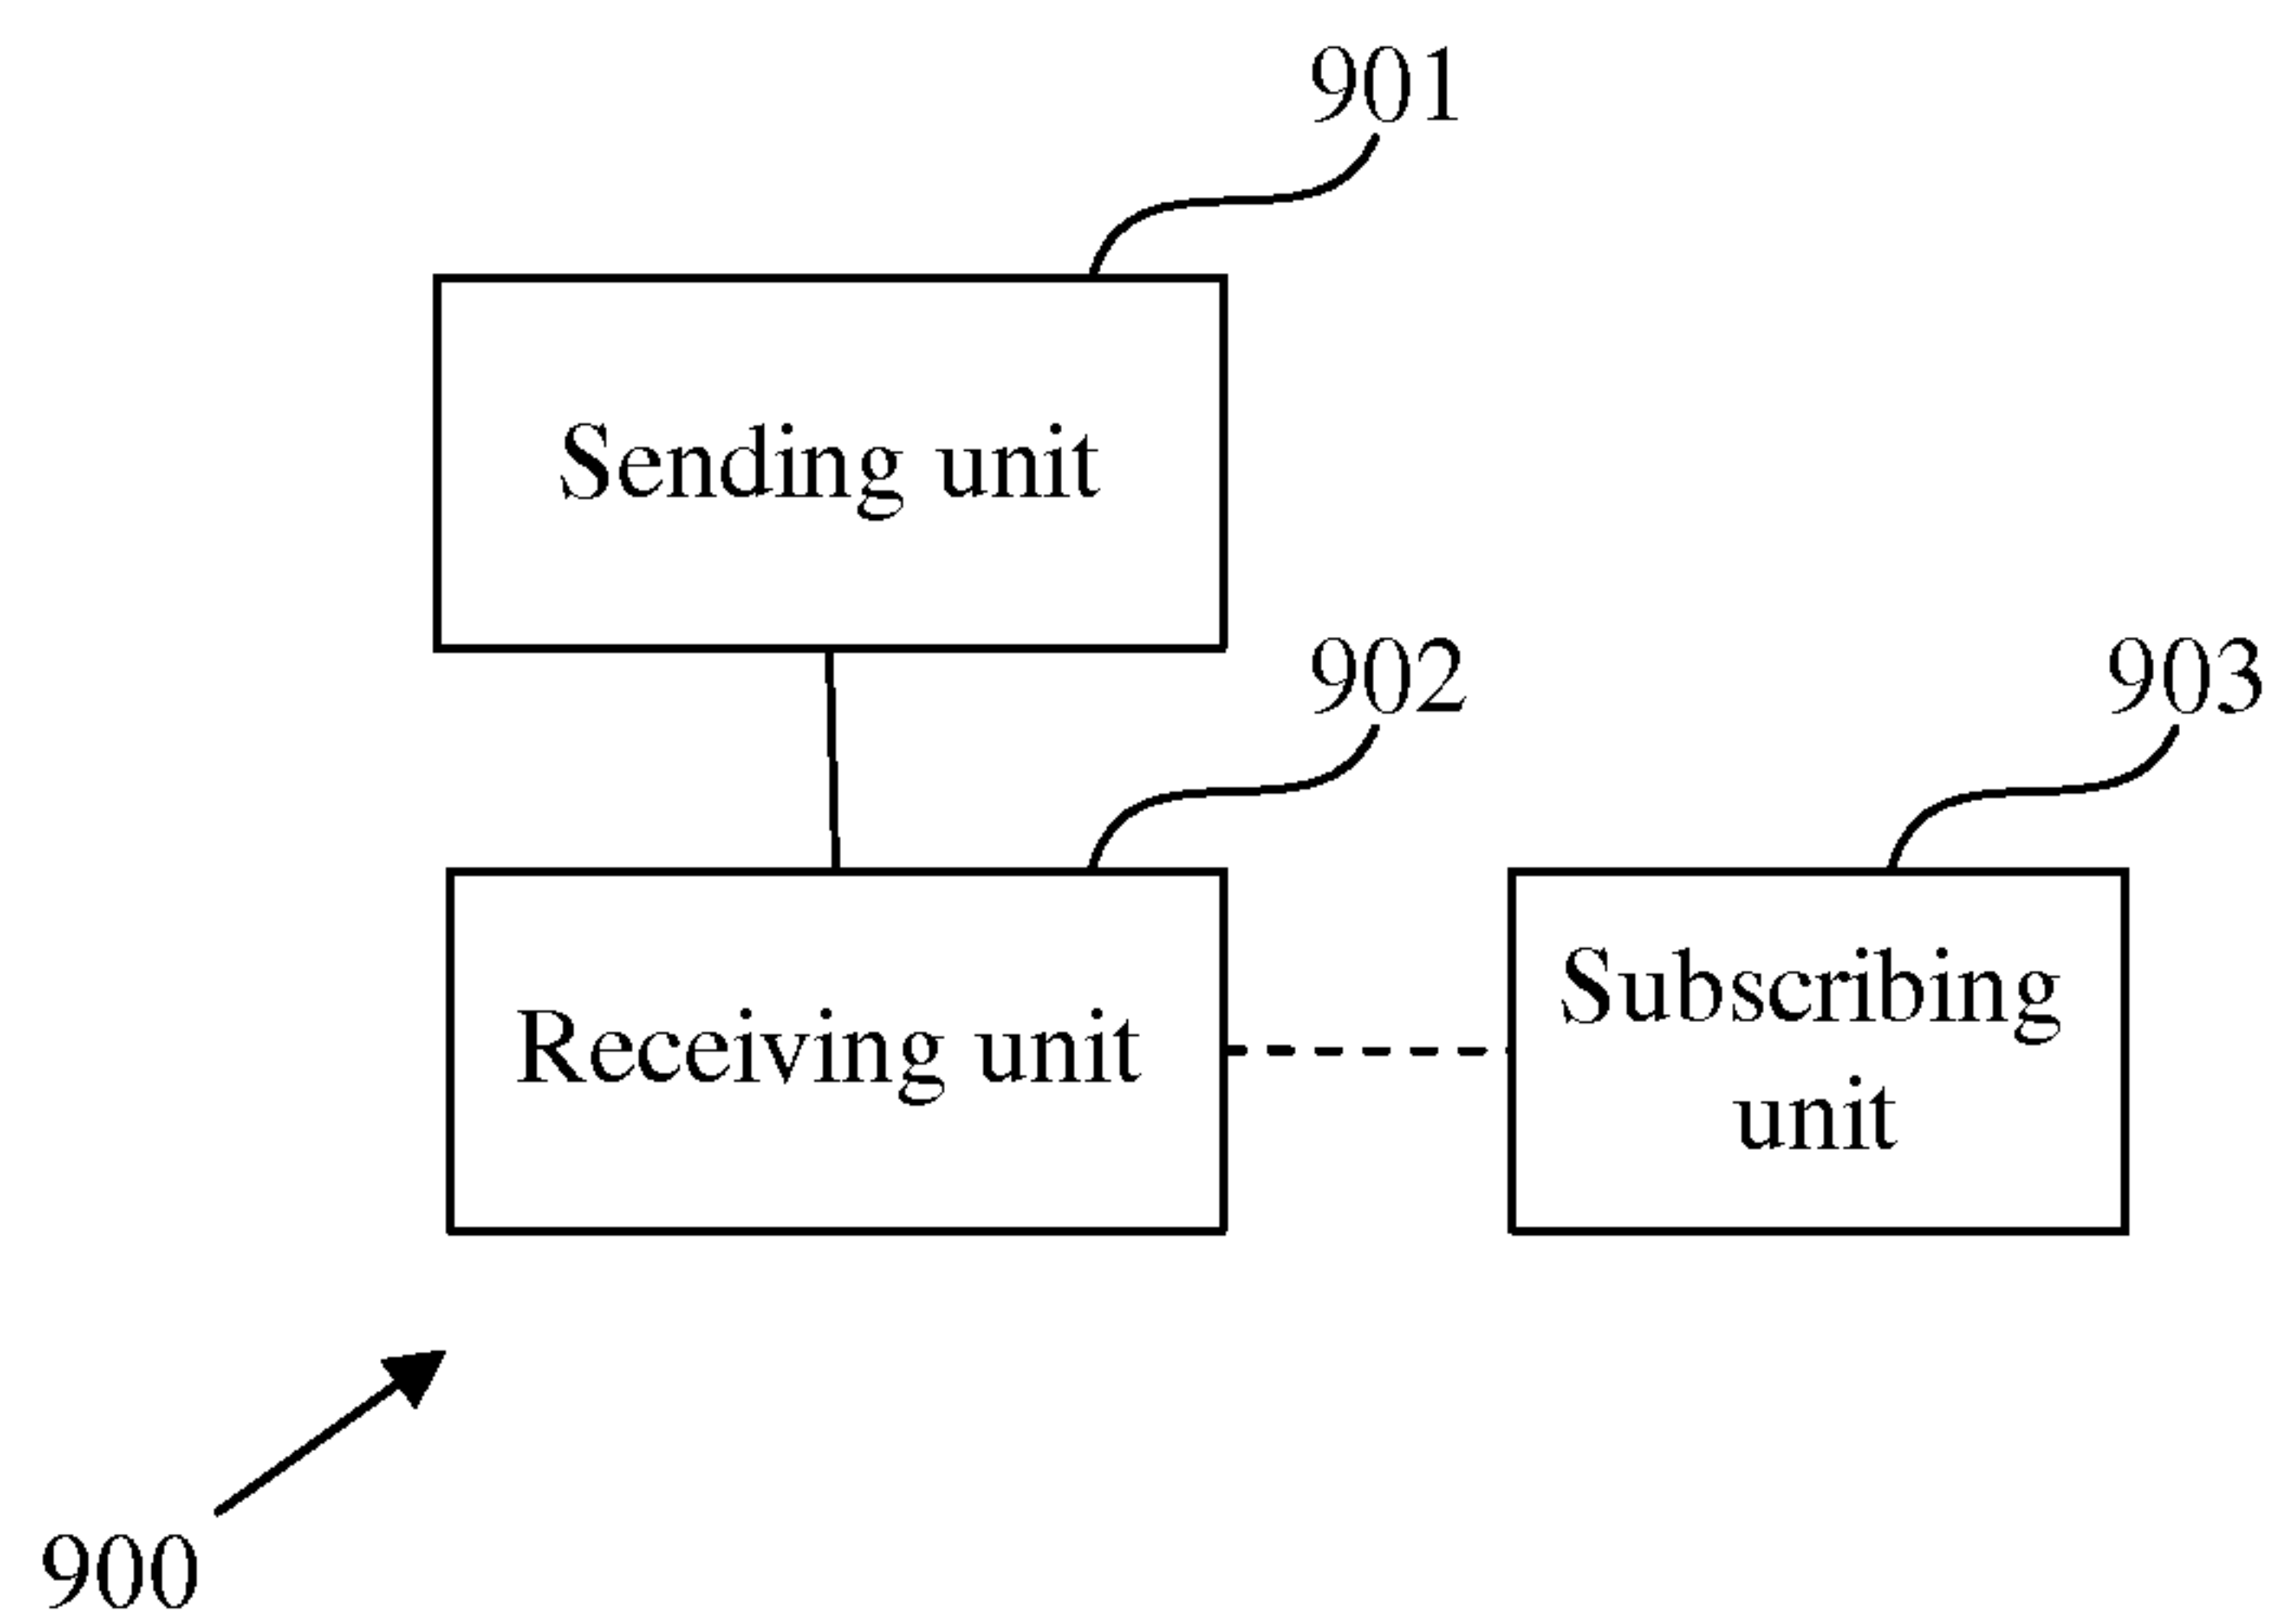 901
Sending unit
902
903
Receiving unit
Subscribing
unit
900